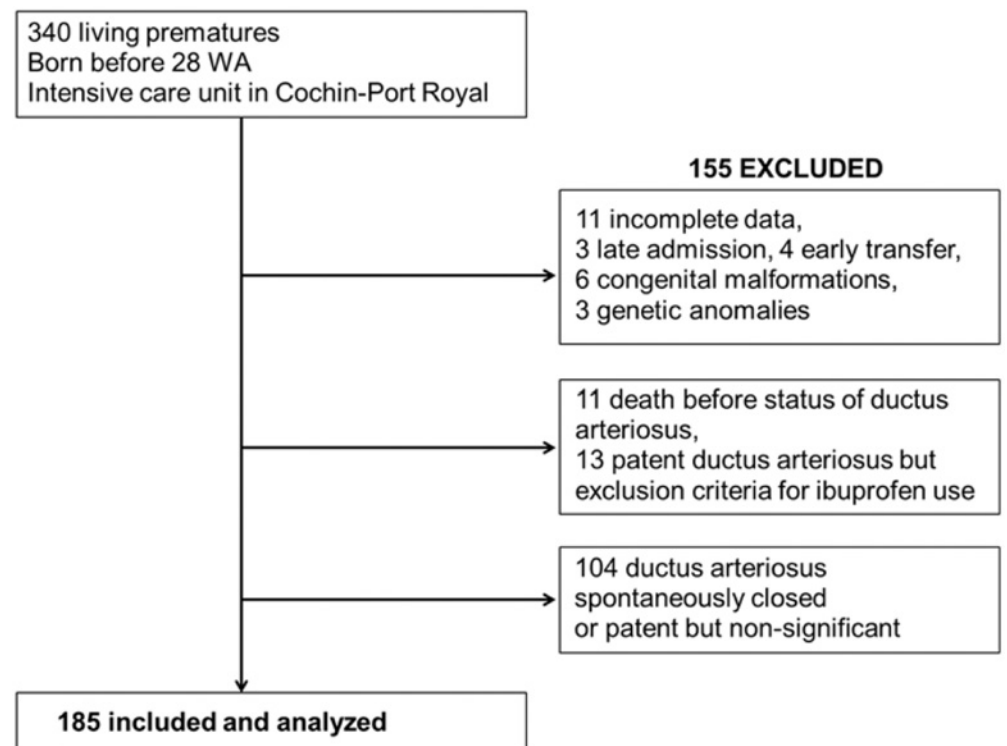 340 living prematures
Born before 28 WA
Intensive care unit in Cochin-Port Royal
155 EXCLUDED
11 incomplete data,
3 late admission, 4 early transfer,
6 congenital malformations,
3 genetic anomalies
11 death before status of ductus
arteriosus,
13 patent ductus arteriosus but
exclusion criteria for ibuprofen use
104 ductus arteriosus
spontaneously closed
or patent but non-significant
185 included and analyzed